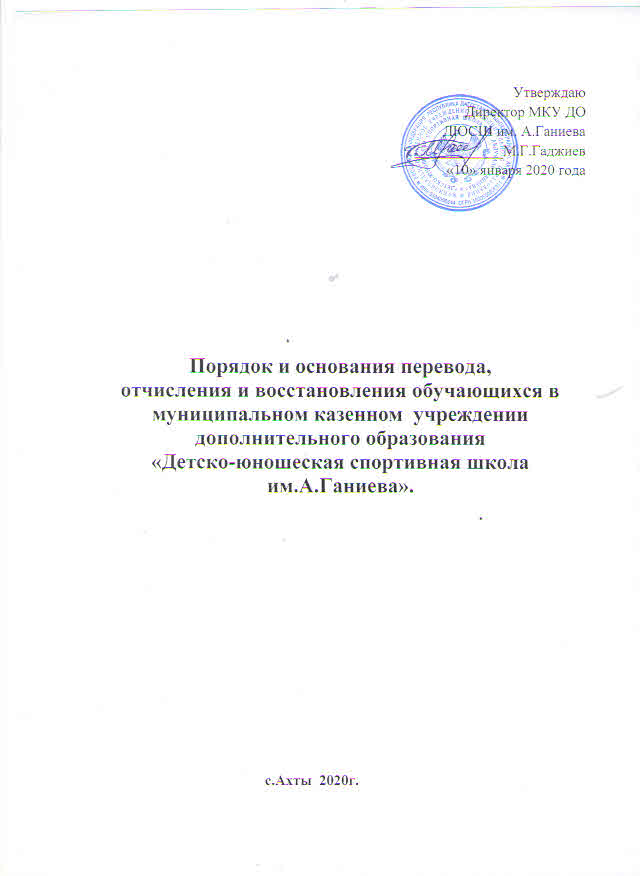 Утверждаю
Директор МКУ ДО
ДЮСШ им. А.Ганиева
М.Г.Гаджиев
«10» января 2020 года
Порядок и основания перевода,
отчисления и восстановления обучающихся в
муниципальном казенном учреждении
дополнительного образования
«Детско-юношеская спортивная школа
им.А.Ганиева».
с.Ахты 2020г.